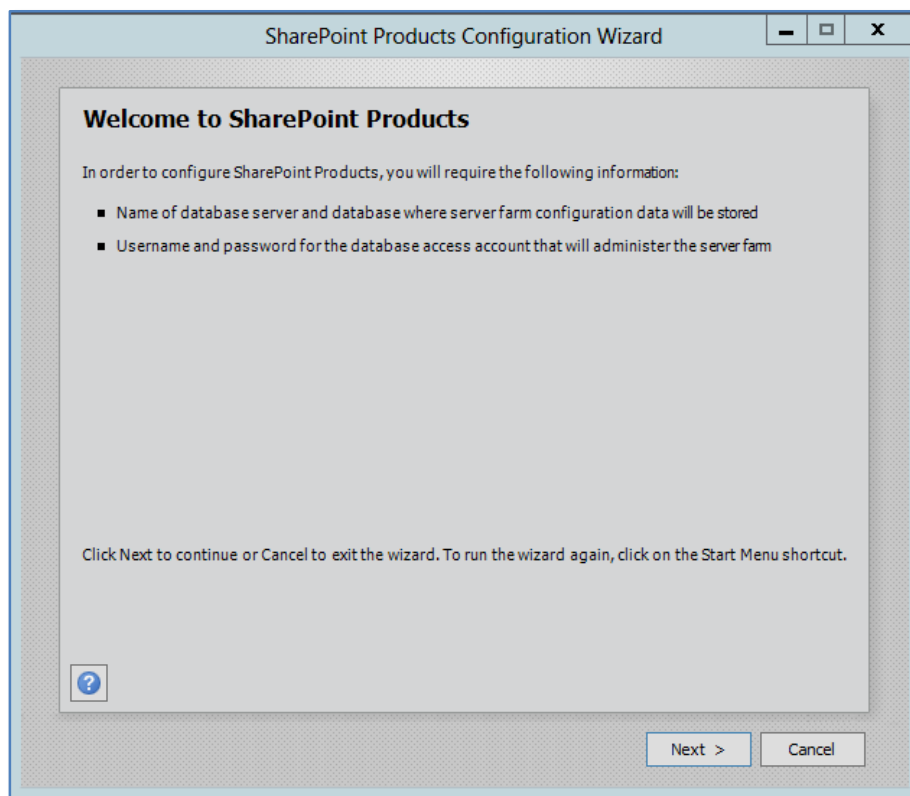 SharePoint Products Configuration Wizard
Welcome to SharePoint Products
In order to configure SharePoint Products, you will require the following information:
Name of database server and database where server farm configuration data will be stored
Username and password for the database access account that will administer the server farm
Click Next to continue or Cancel to exit the wizard. To run the wizard again, click on the Start Menu shortcut.
?
Next >
Cancel